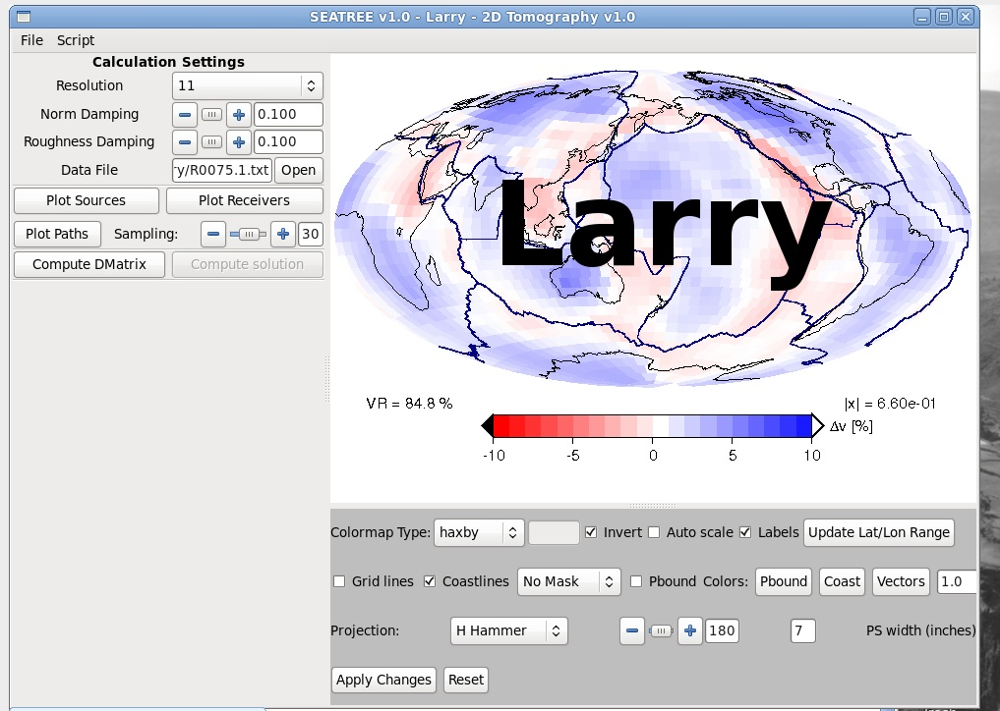 SEATREE v1.0 - Larry - 2D Tomography v1.0
File Script
Calculation Settings
Resolution 11
Norm Damping 0.100
Roughness Damping 0.100
Data File ry/R0075.1.txt Open
Plot Sources Plot Receivers
Plot Paths Sampling: 30
Compute DMatrix Compute solution
Larry
VR = 84.8 % |x| = 6.60e-01
Δv [%]
-10 -5 0 5 10
Colormap Type: haxby Invert Auto scale Labels Update Lat/Lon Range
Grid lines Coastlines No Mask Pbound Colors: Pbound Coast Vectors 1.0
Projection: H Hammer 180 7 PS width (inches)
Apply Changes Reset